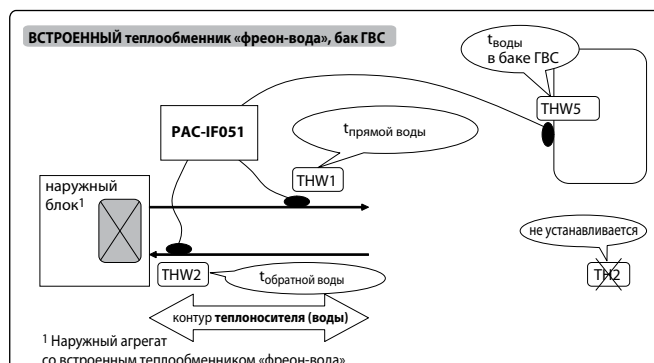 ВСТРОЕННЫЙ теплообменник «фреон-вода», бак ГВС
tводы
в баке ГВС
THW5
PAC-IF051
tпрямой воды
THW1
наружный
блок1
не устанавливается
TH2
THW2
tобратной воды
контур теплоносителя (воды)
1 Наружный агрегат
со встроенным теплообменником «фреон-вода»